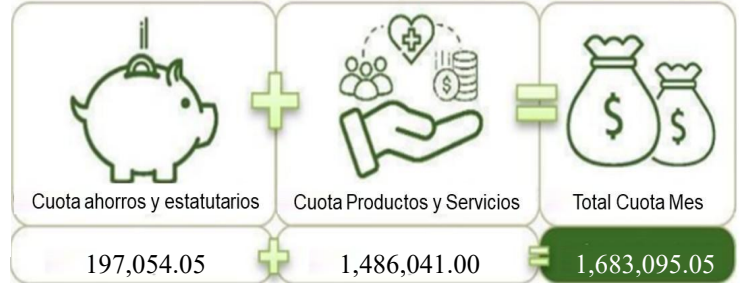 $
$ $
Cuota ahorros y estatutarios Cuota Productos y Servicios Total Cuota Mes
197,054.05 + 1,486,041.00 = 1,683,095.05